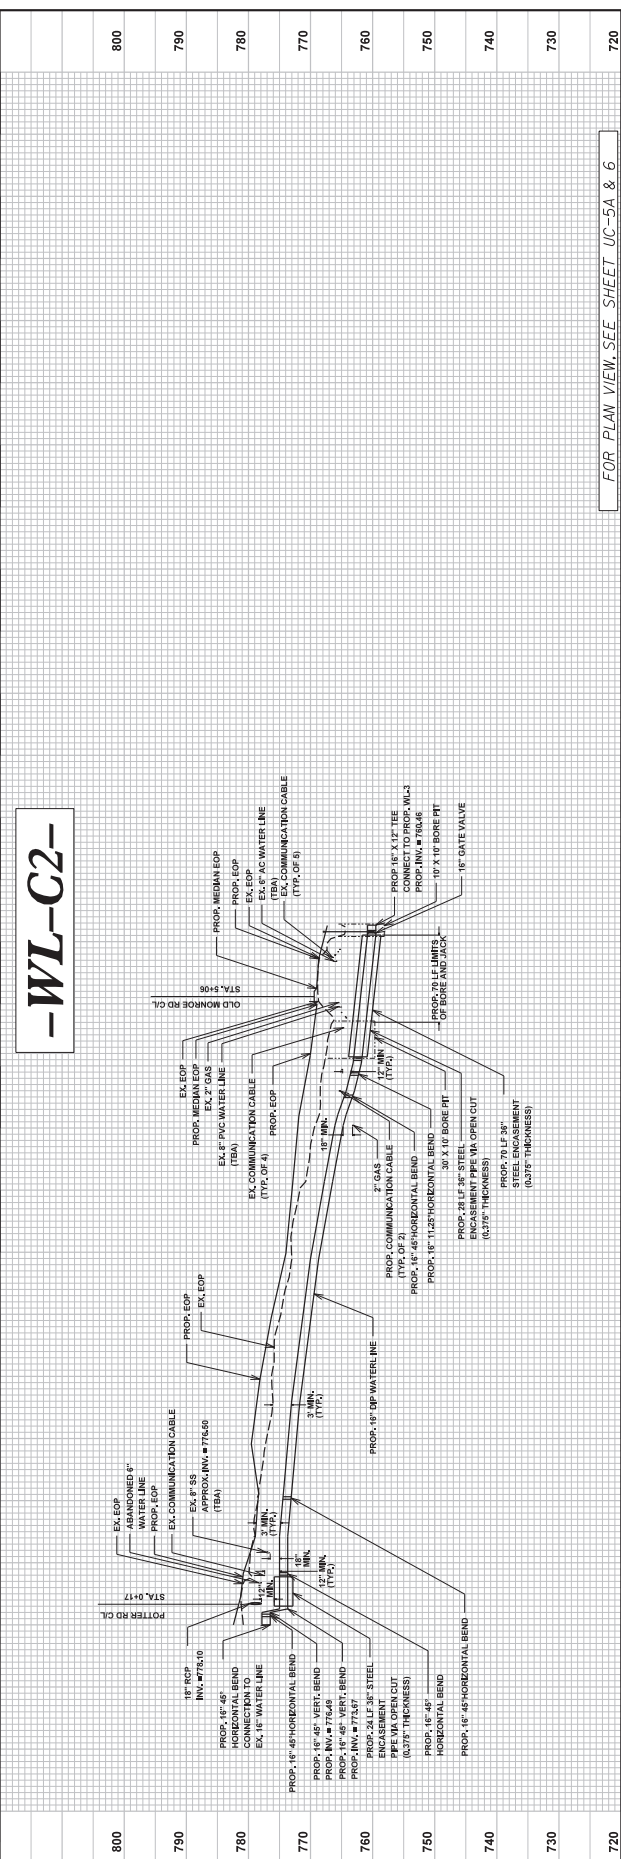 -WL-C2-
800
790
780
770
760
750
740
730
720
800
790
780
770
760
750
740
730
720
POTTER RD C/L
STA. 0+17
EX. EOP
ABANDONED 6"
WATER LINE
PROP. EOP
EX. COMMUNICATION CABLE
EX. 8" SS
APPROX. INV. = 776.50
(TBA)
18" RCP
INV. =778.10
PROP. 16" 45°
HORIZONTAL BEND
CONNECTION TO
EX. 16" WATER LINE
PROP. 16" 45°HORIZONTAL BEND
PROP. 16" 45° VERT. BEND
PROP. INV. = 776.49
PROP. 16" 45° VERT. BEND
PROP. INV. = 773.67
PROP. 24 LF 36" STEEL
ENCASEMENT
PIPE VIA OPEN CUT
(0.375" THICKNESS)
PROP. 16" 45°
HORIZONTAL BEND
PROP. 16" 45°HORIZONTAL BEND
12"
MIN.
3' MIN.
(TYP.)
18"
MIN.
12" MIN.
(TYP.)
PROP. EOP
EX. EOP
3' MIN.
(TYP.)
PROP. 16" DIP WATERLINE
EX. EOP
PROP. MEDIAN EOP
EX. 2" GAS
EX. 8" PVC WATER LINE
(TBA)
EX. COMMUNICATION CABLE
(TYP. OF 4)
PROP. EOP
OLD MONROE RD C/L
STA. 5+06
PROP. MEDIAN EOP
PROP. EOP
EX. EOP
EX. 6" AC WATER LINE
(TBA)
EX. COMMUNICATION CABLE
(TYP. OF 5)
18" MIN.
12" MIN
(TYP.)
2" GAS
PROP. COMMUNICATION CABLE
(TYP. OF 2)
PROP. 16" 45°HORIZONTAL BEND
PROP. 16" 11.25°HORIZONTAL BEND
30' X 10' BORE PIT
PROP. 28 LF 36" STEEL
ENCASEMENT PIPE VIA OPEN CUT
(0.375" THICKNESS)
PROP. 70 LF 36"
STEEL ENCASEMENT
(0.375" THICKNESS)
PROP. 70 LF LIMITS
OF BORE AND JACK
PROP. 16" X 12" TEE
CONNECT TO PROP. WL-3
PROP. INV. = 760.46
10' X 10' BORE PIT
16" GATE VALVE
FOR PLAN VIEW, SEE SHEET UC-5A & 6